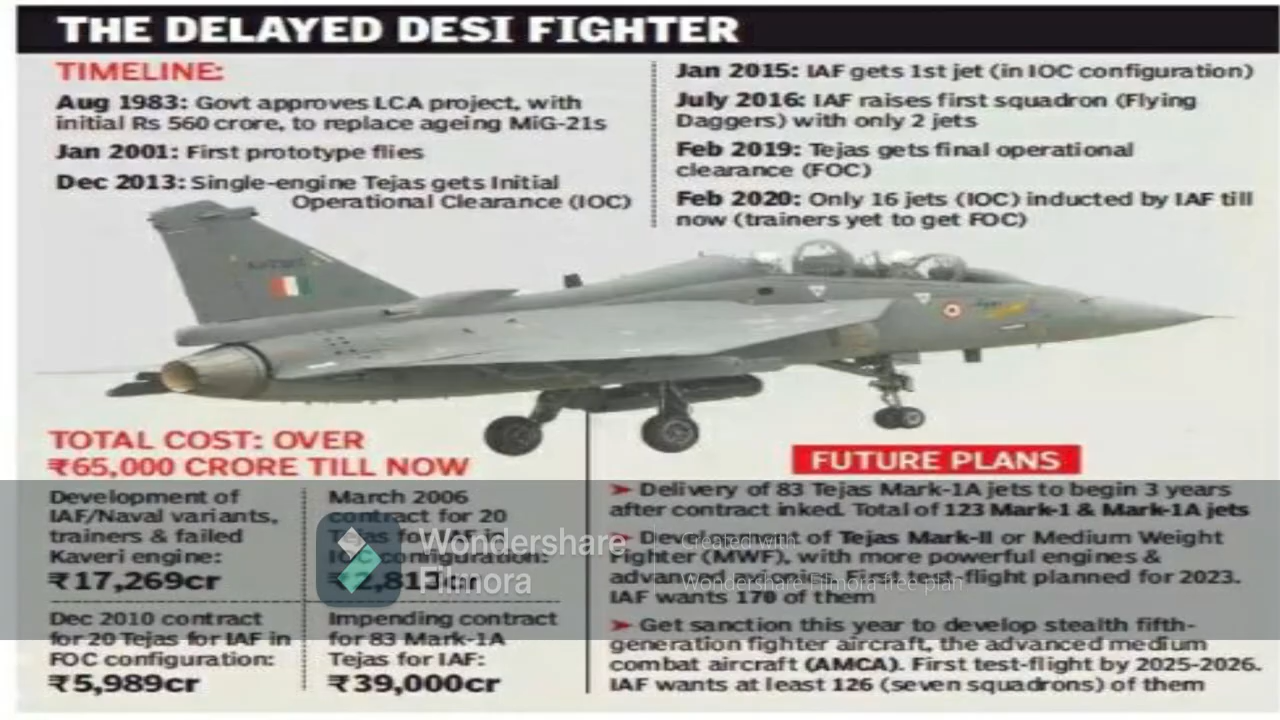 THE DELAYED DESI FIGHTER
TIMELINE:
Aug 1983: Govt approves LCA project, with
initial Rs 560 crore, to replace ageing MiG-21s
Jan 2001: First prototype flies
Dec 2013: Single-engine Tejas gets Initial
Operational Clearance (IOC)
Jan 2015: IAF gets 1st jet (in IOC configuration)
July 2016: IAF raises first squadron (Flying
Daggers) with only 2 jets
Feb 2019: Tejas gets final operational
clearance (FOC)
Feb 2020: Only 16 jets (IOC) inducted by IAF till
now (trainers yet to get FOC)
TOTAL COST: OVER
₹65,000 CRORE TILL NOW
Development of
IAF/Naval variants,
trainers & failed
Kaveri engine:
₹17,269cr
March 2006
contract for 20
Tejas for
configuration:
Dec 2010 contract
for 20 Tejas for IAF in
FOC configuration:
₹5,989cr
Impending contract
for 83 Mark-1A
Tejas for IAF:
₹39,000cr
FUTURE PLANS
➤ Delivery of 83 Tejas Mark-1A jets to begin 3 years
after contract inked. Total of 123 Mark-1 & Mark-1A jets
➤ Development of Tejas Mark-II or Medium Weight
Fighter (MWF), with more powerful engines &
flight planned for 2023.
IAF wants 170 of them
➤ Get sanction this year to develop stealth fifth-
generation fighter aircraft, the advanced medium
combat aircraft (AMCA). First test-flight by 2025-2026.
IAF wants at least 126 (seven squadrons) of them
Wondershare
Filmora
Created with
Wondershare Filmora free plan